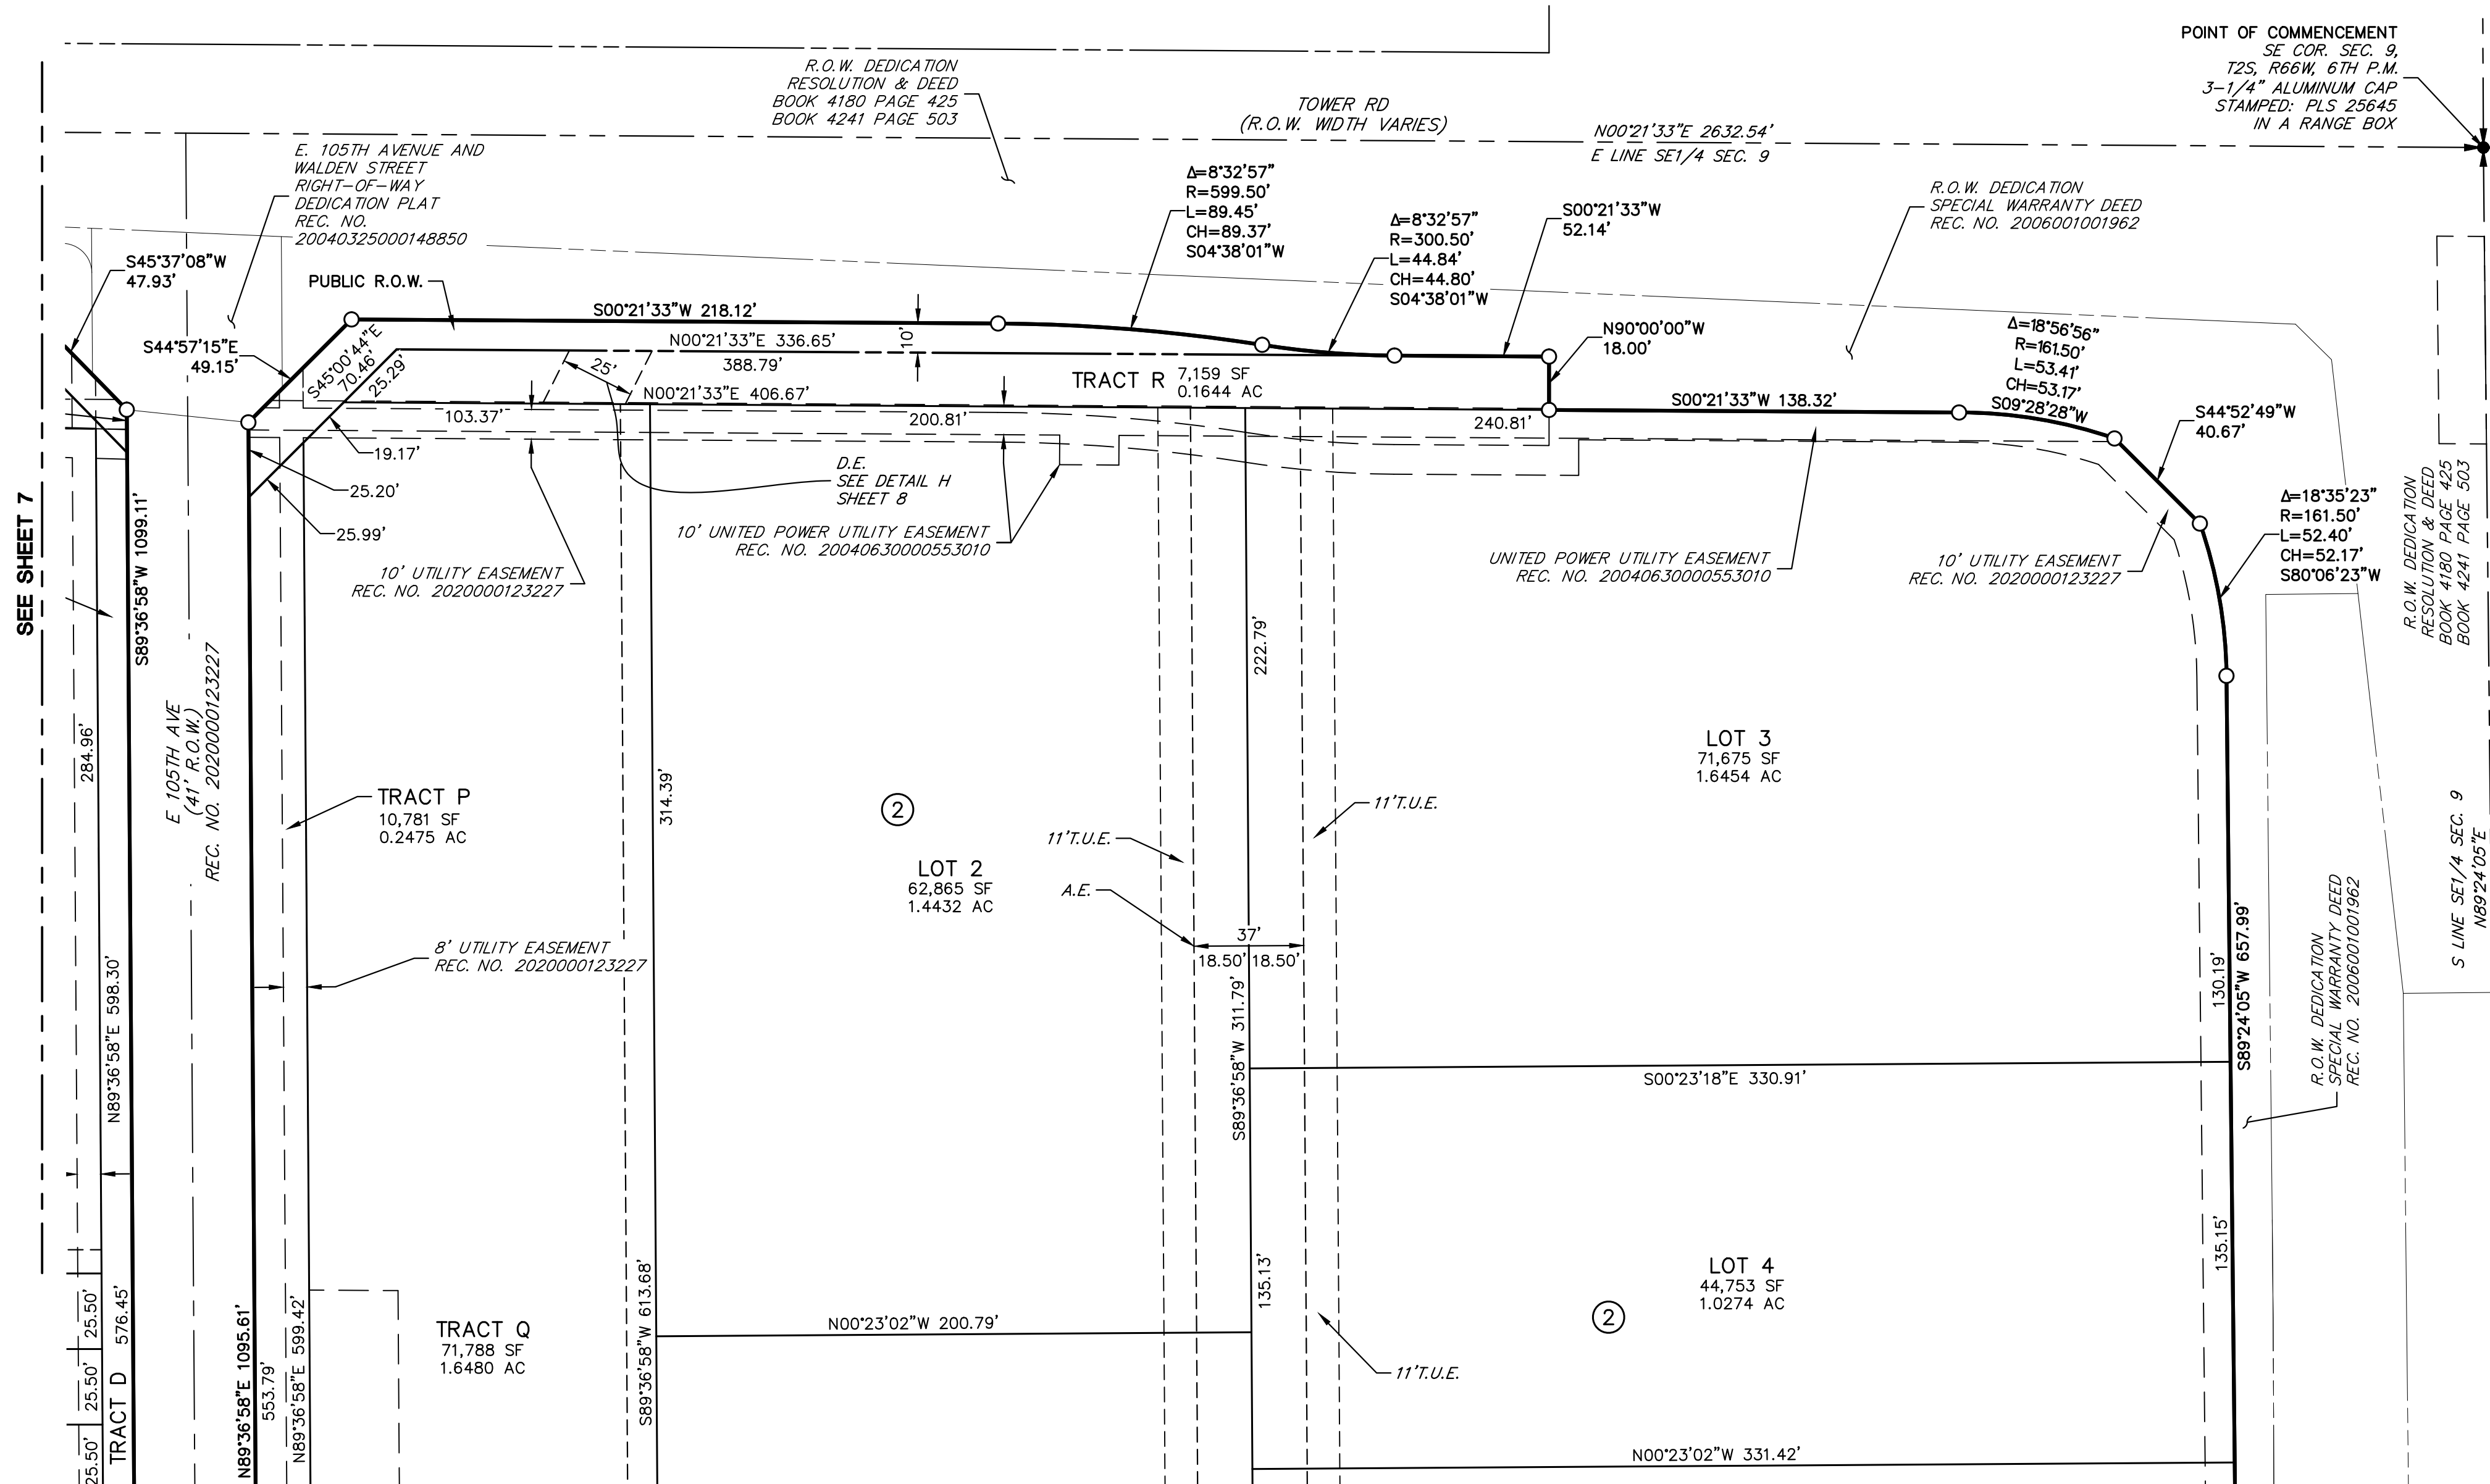 POINT OF COMMENCEMENT
SE COR. SEC. 9,
T2S, R66W, 6TH P.M.
3-1/4" ALUMINUM CAP
STAMPED: PLS 25645
IN A RANGE BOX
R.O.W. DEDICATION
RESOLUTION & DEED
BOOK 4180 PAGE 425
BOOK 4241 PAGE 503
TOWER RD
(R.O.W. WIDTH VARIES)
N00°21'33"E 2632.54'
E LINE SE1/4 SEC. 9
E. 105TH AVENUE AND
WALDEN STREET
RIGHT-OF-WAY
DEDICATION PLAT
REC. NO.
20040325000148850
Δ=8°32'57"
R=599.50'
L=89.45'
CH=89.37'
S04°38'01"W
Δ=8°32'57"
R=300.50'
L=44.84'
CH=44.80'
S04°38'01"W
S00°21'33"W
52.14'
R.O.W. DEDICATION
SPECIAL WARRANTY DEED
REC. NO. 2006001001962
S45°37'08"W
47.93'
PUBLIC R.O.W.
S00°21'33"W 218.12'
S44°57'15"E
49.15'
S45°00'44"E
70.46'
25.29'
N00°21'33"E 336.65'
10'
388.79'
25'
N00°21'33"E 406.67'
TRACT R
7,159 SF
0.1644 AC
N90°00'00"W
18.00'
Δ=18°56'56"
R=161.50'
L=53.41'
CH=53.17'
S09°28'28"W
103.37'
200.81'
240.81'
S00°21'33"W 138.32'
S44°52'49"W
40.67'
19.17'
25.20'
25.99'
D.E.
SEE DETAIL H
SHEET 8
10' UNITED POWER UTILITY EASEMENT
REC. NO. 20040630000553010
10' UTILITY EASEMENT
REC. NO. 2020000123227
UNITED POWER UTILITY EASEMENT
REC. NO. 20040630000553010
10' UTILITY EASEMENT
REC. NO. 2020000123227
Δ=18°35'23"
R=161.50'
L=52.40'
CH=52.17'
S80°06'23"W
R.O.W. DEDICATION
RESOLUTION & DEED
BOOK 4180 PAGE 425
BOOK 4241 PAGE 503
SEE SHEET 7
S89°36'58"W 1099.11'
E 105TH AVE
(41' R.O.W.)
REC. NO. 2020000123227
284.96'
222.79'
314.39'
LOT 3
71,675 SF
1.6454 AC
TRACT P
10,781 SF
0.2475 AC
2
11'T.U.E.
11'T.U.E.
LOT 2
62,865 SF
1.4432 AC
A.E.
37'
18.50'
18.50'
8' UTILITY EASEMENT
REC. NO. 2020000123227
N89°36'58"E 598.30'
S89°36'58"W 311.79'
130.19'
S89°24'05"W 657.99'
R.O.W. DEDICATION
SPECIAL WARRANTY DEED
REC. NO. 2006001001962
S LINE SE1/4 SEC. 9
N89°24'05"E
S00°23'18"E 330.91'
135.15'
135.13'
LOT 4
44,753 SF
1.0274 AC
2
11'T.U.E.
N00°23'02"W 200.79'
TRACT Q
71,788 SF
1.6480 AC
S89°36'58"W 613.68'
N89°36'58"E 1095.61'
553.79'
N89°36'58"E 599.42'
576.45'
TRACT D
25.50'
25.50'
25.50'
N00°23'02"W 331.42'